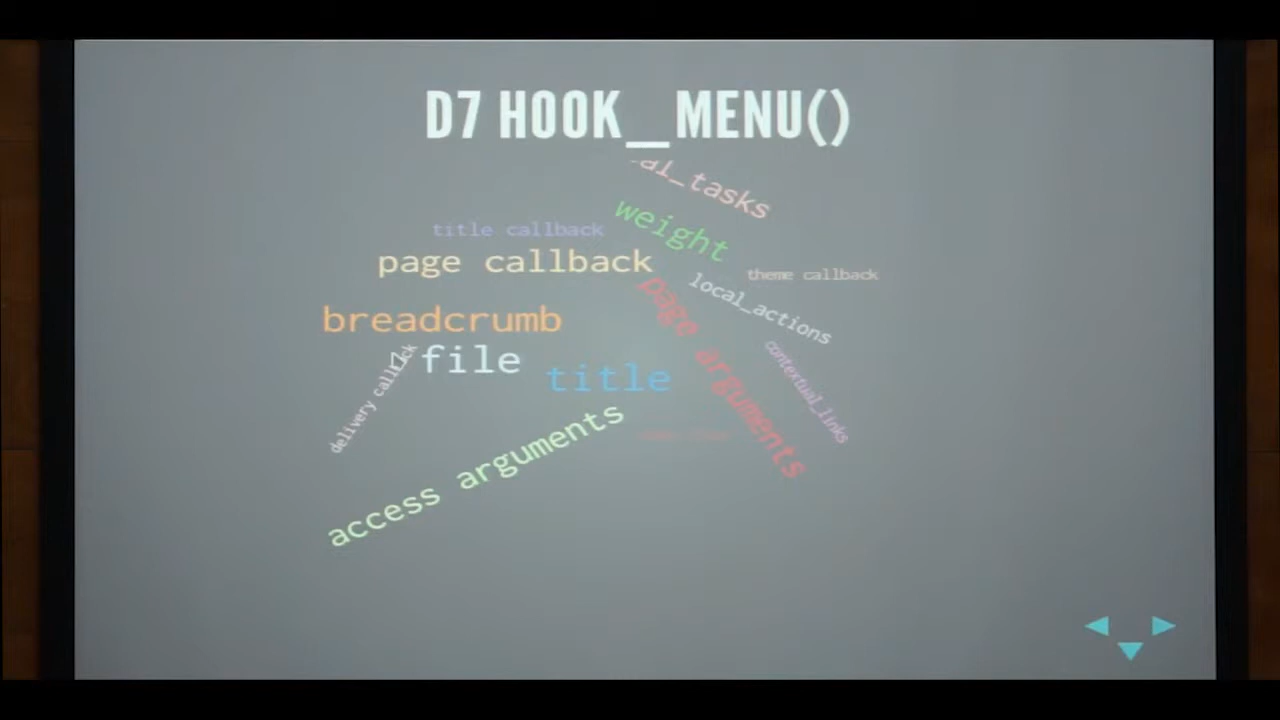 D7 HOOK_MENU()
al_tasks
weight
title callback
page callback
theme callback
local_actions
page arguments
breadcrumb
contextual_links
file
title
delivery callback
access arguments